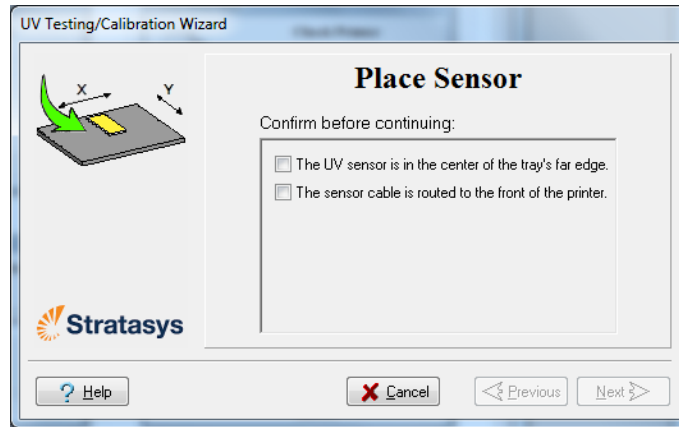 UV Testing/Calibration Wizard
X
Y
Place Sensor
Confirm before continuing:
The UV sensor is in the center of the tray's far edge.
The sensor cable is routed to the front of the printer.
Stratasys
? Help
Cancel
Previous
Next